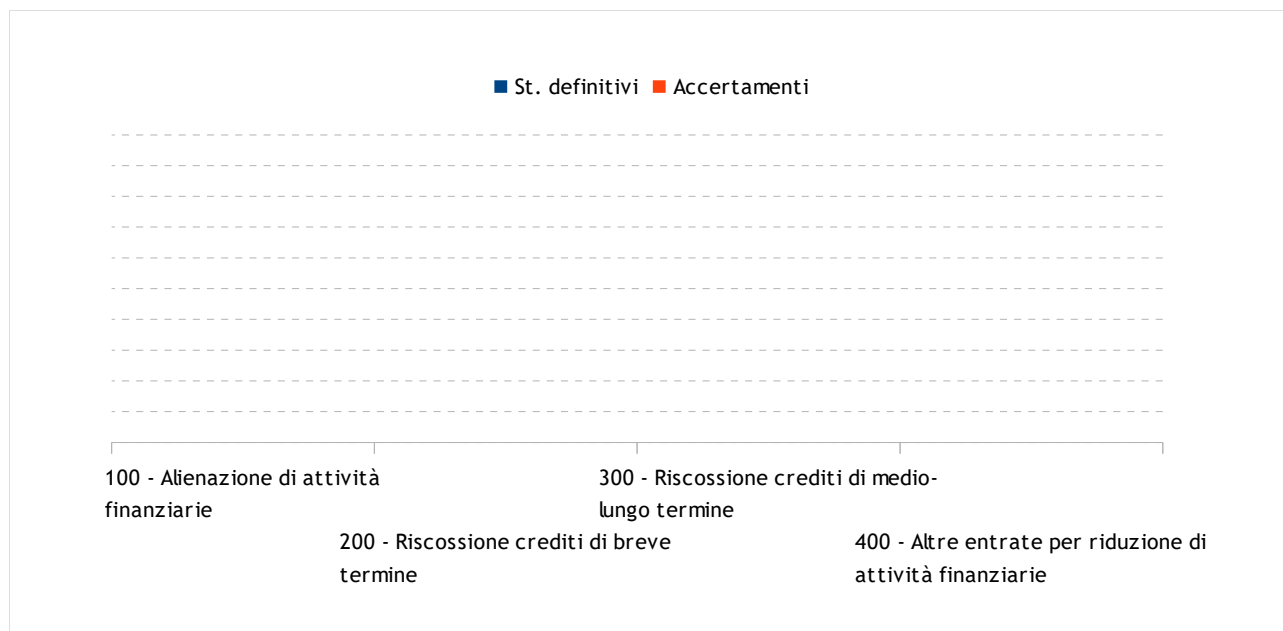 St. definitivi Accertamenti
100 - Alienazione di attività
finanziarie
200 - Riscossione crediti di breve
termine
300 - Riscossione crediti di medio-
lungo termine
400 - Altre entrate per riduzione di
attività finanziarie